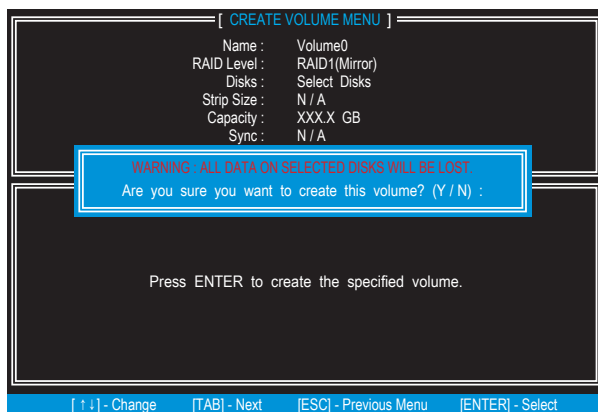 [ CREATE VOLUME MENU ]
Name : Volume0
RAID Level : RAID1(Mirror)
Disks : Select Disks
Strip Size : N / A
Capacity : XXX.X GB
Sync : N / A
WARNING : ALL DATA ON SELECTED DISKS WILL BE LOST.
Are you sure you want to create this volume? (Y / N) :
Press ENTER to create the specified volume.
[ ↑↓] - Change [TAB] - Next [ESC] - Previous Menu [ENTER] - Select